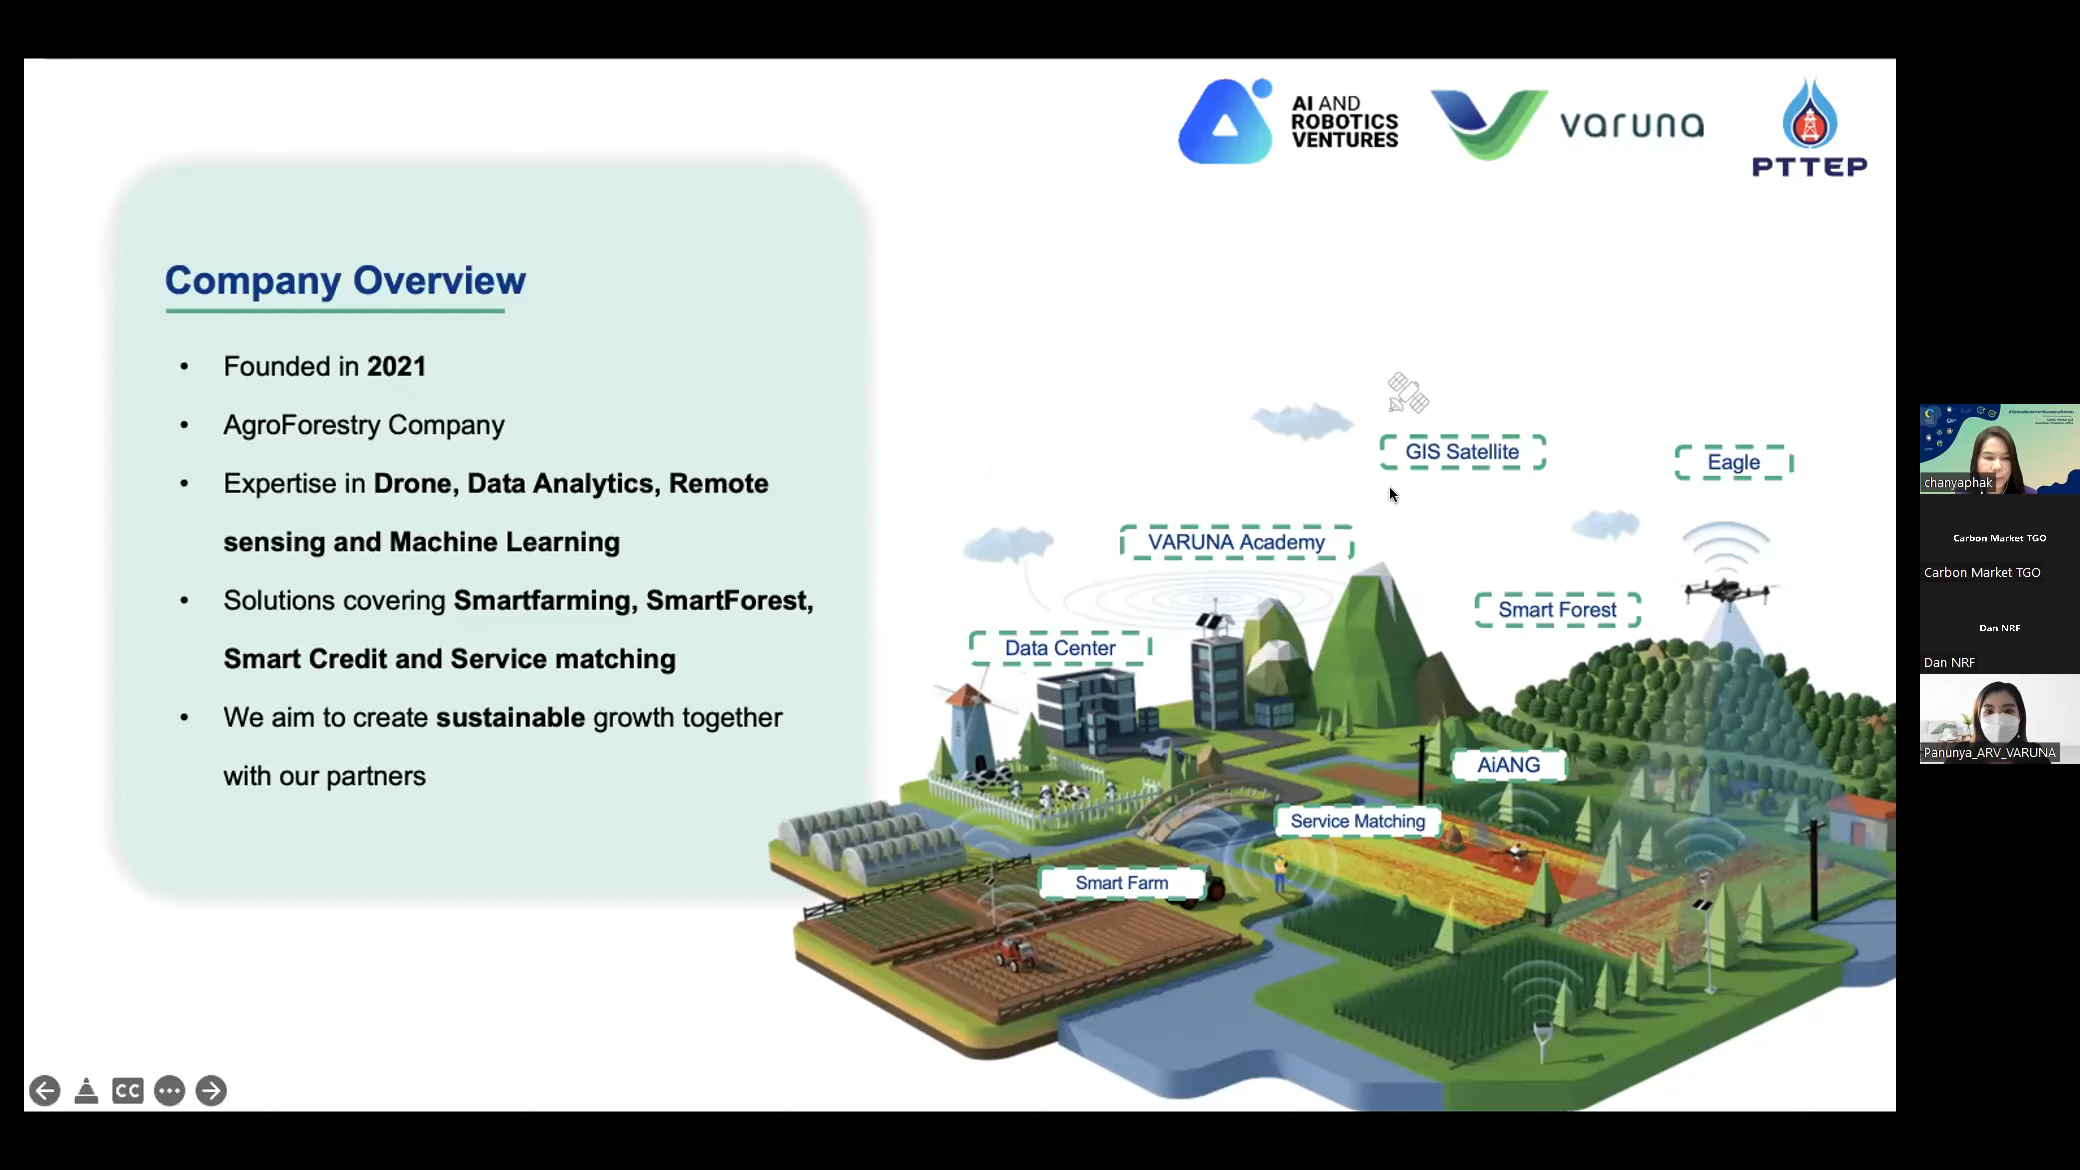 AI AND
ROBOTICS
VENTURES
varuna
PTTEP
Company Overview
• Founded in 2021
• AgroForestry Company
• Expertise in Drone, Data Analytics, Remote
sensing and Machine Learning
• Solutions covering Smartfarming, SmartForest,
Smart Credit and Service matching
• We aim to create sustainable growth together
with our partners
GIS Satellite
Eagle
VARUNA Academy
Smart Forest
Data Center
AiANG
Service Matching
Smart Farm
CC
chanyaphak
Carbon Market TGO
Carbon Market TGO
Dan NRF
Dan NRF
Panunya_ARV_VARUNA